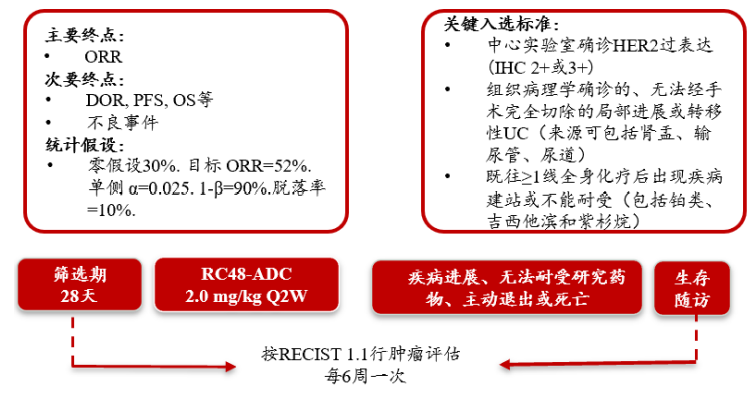 主要终点：
• ORR
次要终点：
• DOR, PFS, OS等
• 不良事件
统计假设：
• 零假设30%. 目标 ORR=52%.
单侧 α=0.025. 1-β=90%.脱落率
=10%.
关键入选标准：
• 中心实验室确诊HER2过表达
(IHC 2+或3+)
• 组织病理学确诊的、无法经手
术完全切除的局部进展或转移
性UC（来源可包括肾盂、输
尿管、尿道）
• 既往≥1线全身化疗后出现疾病
建站或不能耐受（包括铂类、
吉西他滨和紫杉烷）
筛选期
28天
RC48-ADC
2.0 mg/kg Q2W
疾病进展、无法耐受研究药
物、主动退出或死亡
生存
随访
按RECIST 1.1行肿瘤评估
每6周一次